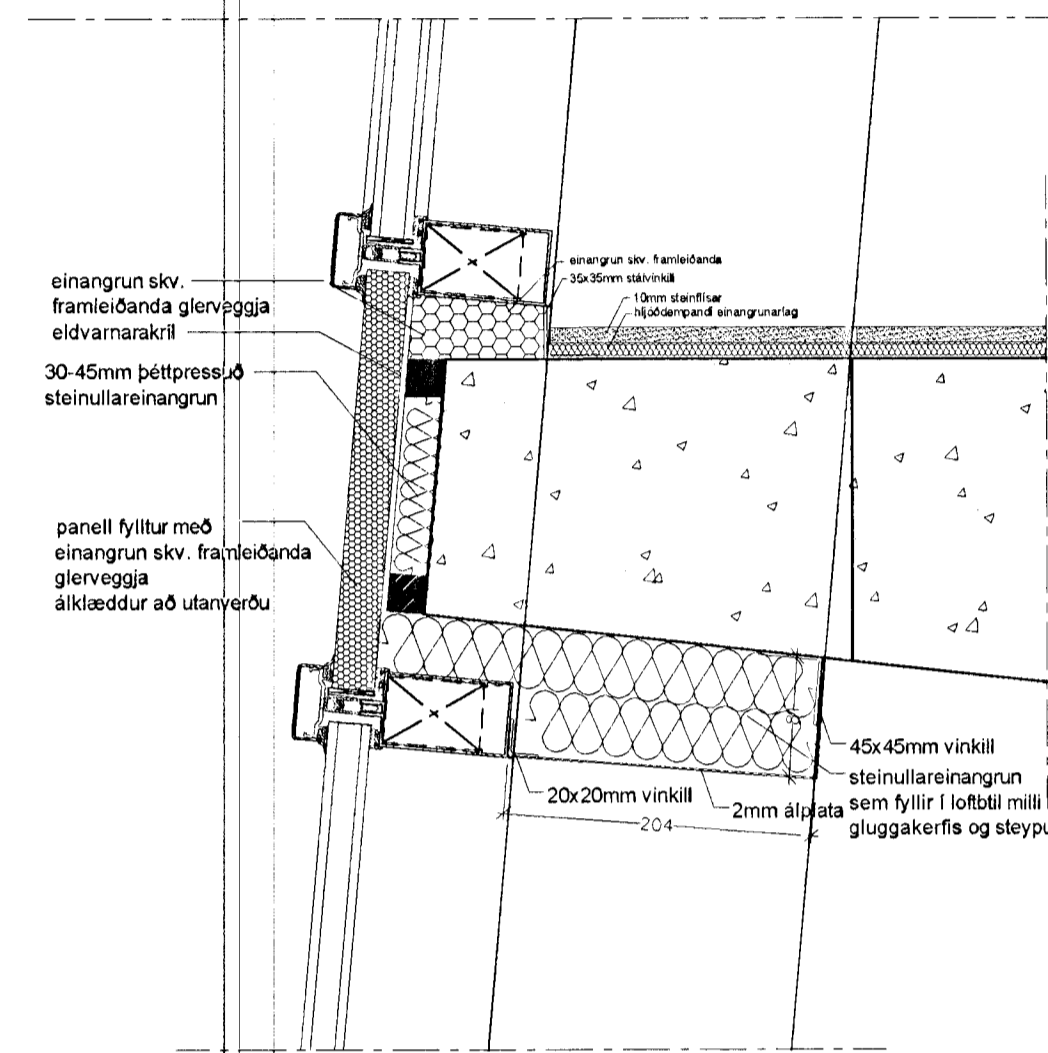 einangrun skv. framleiðanda
35x35mm stálvinkill
10mm steinflísar
hljóðdempandi einangrunarlag
einangrun skv.
framleiðanda glerveggja
eldvarnarakríl
30-45mm þéttpressuð
steinullareinangrun
panell fylltur með
einangrun skv. framleiðanda
glerveggja
álklæddur að utanverðu
45x45mm vinkill
steinullareinangrun
sem fyllir í loftbtil milli
gluggakerfis og steypu
20x20mm vinkill
2mm álplata
204